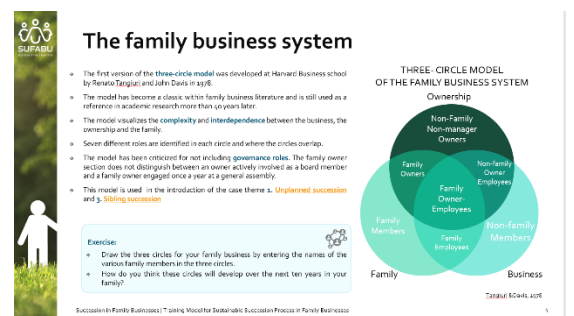 SUFABU
The family business system
The first version of the three-circle model was developed at Harvard Business school
by Renato Tangiuri and John Davis in 1978.
The model has become a classic within family business literature and is still used as a
reference in academic research more than 40 years later.
The model visualizes the complexity and interdependence between the business, the
ownership and the family.
Seven different roles are identified in each circle and where the circles overlap.
The model has been criticized for not including governance roles. The family owner
section does not distinguish between an owner actively involved as a board member
and a family owner engaged once a year at a general assembly.
This model is used in the introduction of the case theme 1. Unplanned succession
and 3. Sibling succession
Exercise:
Draw the three circles for your family business by entering the names of the
various family members in the three circles.
How do you think these circles will develop over the next ten years in your
family?
THREE- CIRCLE MODEL
OF THE FAMILY BUSINESS SYSTEM
Ownership
Non-Family
Non-manager
Owners
Family
Owners
Non-family
Owner
Employees
Family
Owner-
Employees
Family
Members
Non-family
Members
Family
Employees
Family
Business
Tangiuri & Davis, 1978
Succession in Family Businesses | Training Model for Sustainable Succession Process in Family Businesses